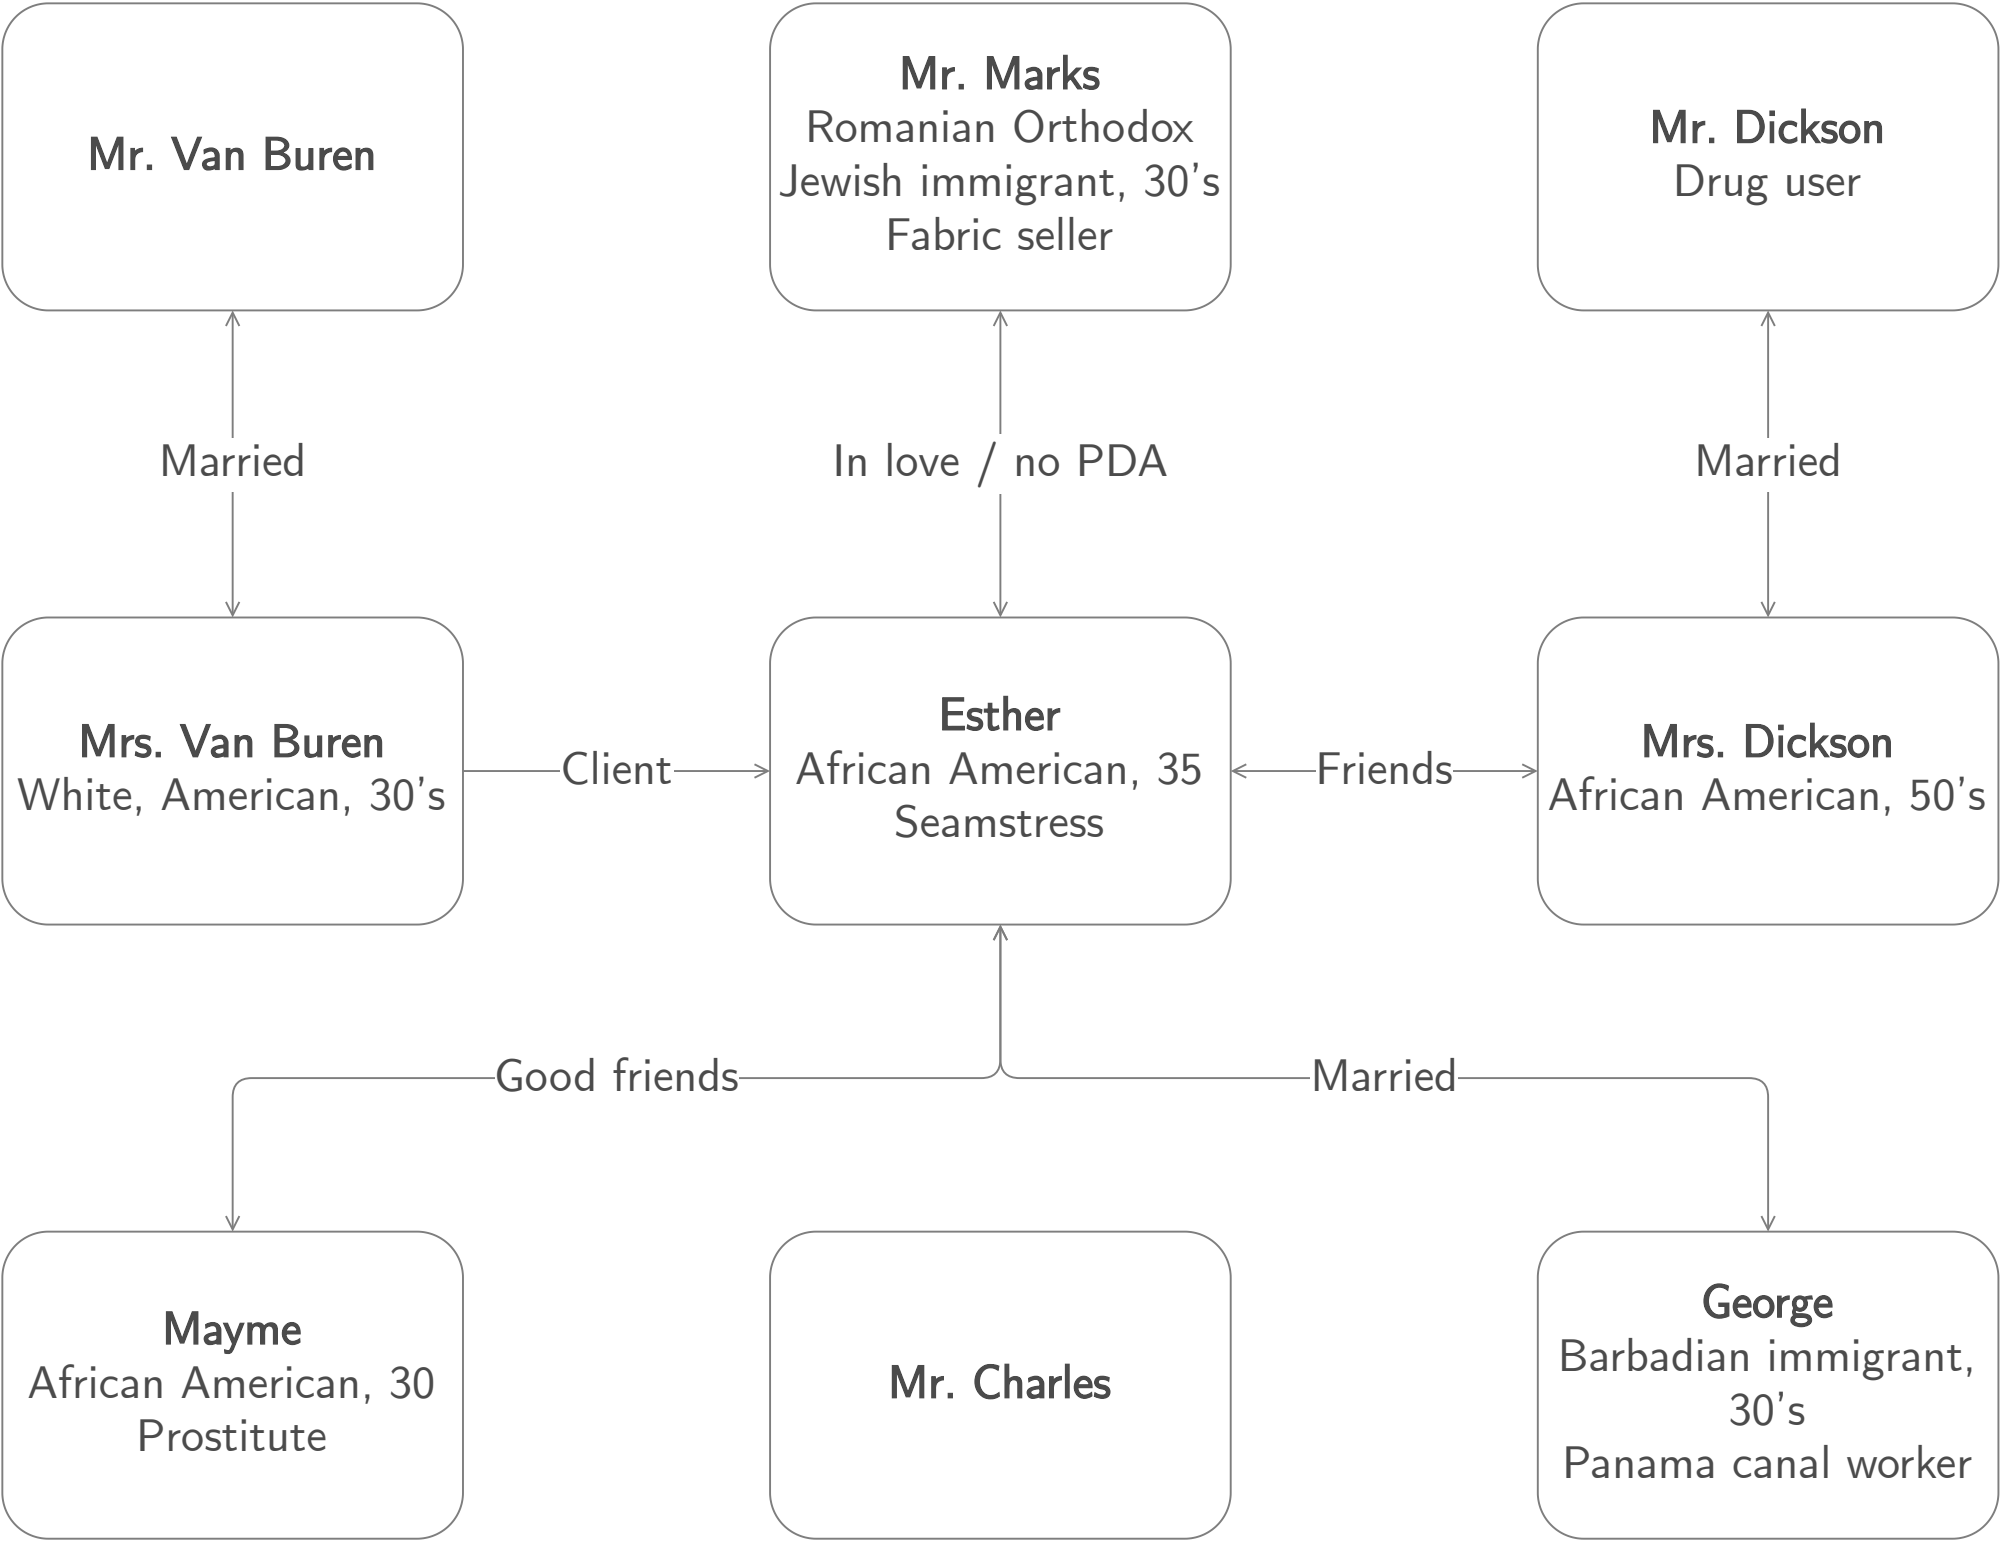 Mr. Van Buren
Mr. Marks
Romanian Orthodox
Jewish immigrant, 30's
Fabric seller
Mr. Dickson
Drug user
Married
In love / no PDA
Married
Mrs. Van Buren
White, American, 30's
Client
Esther
African American, 35
Seamstress
Friends
Mrs. Dickson
African American, 50's
Good friends
Married
Mayme
African American, 30
Prostitute
Mr. Charles
George
Barbadian immigrant,
30's
Panama canal worker